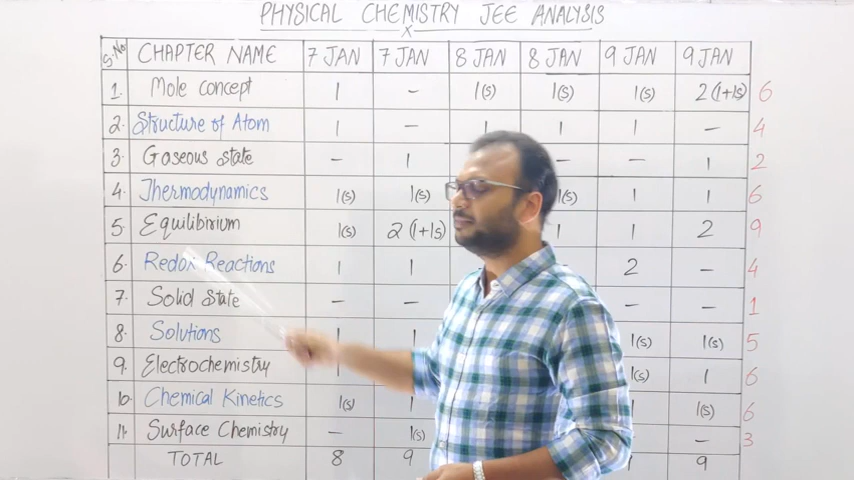 PHYSICAL CHEMISTRY JEE ANALYSIS
X
S.No CHAPTER NAME 7 JAN 7 JAN 8 JAN 8 JAN 9 JAN 9 JAN
1. Mole concept 1 - 1(s) 1(s) 1(s) 2(1+1s) 6
2. Structure of Atom 1 - 1 1 1 - 4
3. Gaseous state - 1 - - 1 2
4. Thermodynamics 1(s) 1(s) 1(s) 1 1 6
5. Equilibirium 1(s) 2(1+1s) 1 1 2 9
6. Redox Reactions 1 1 2 - 4
7. Solid state - - - - 1
8. Solutions 1 1 1(s) 1(s) 5
9. Electrochemistry 1 1(s) 1 6
10. Chemical Kinetics 1(s) 1 1 1(s) 6
11. Surface Chemistry - 1(s) - 3
TOTAL 8 9 9